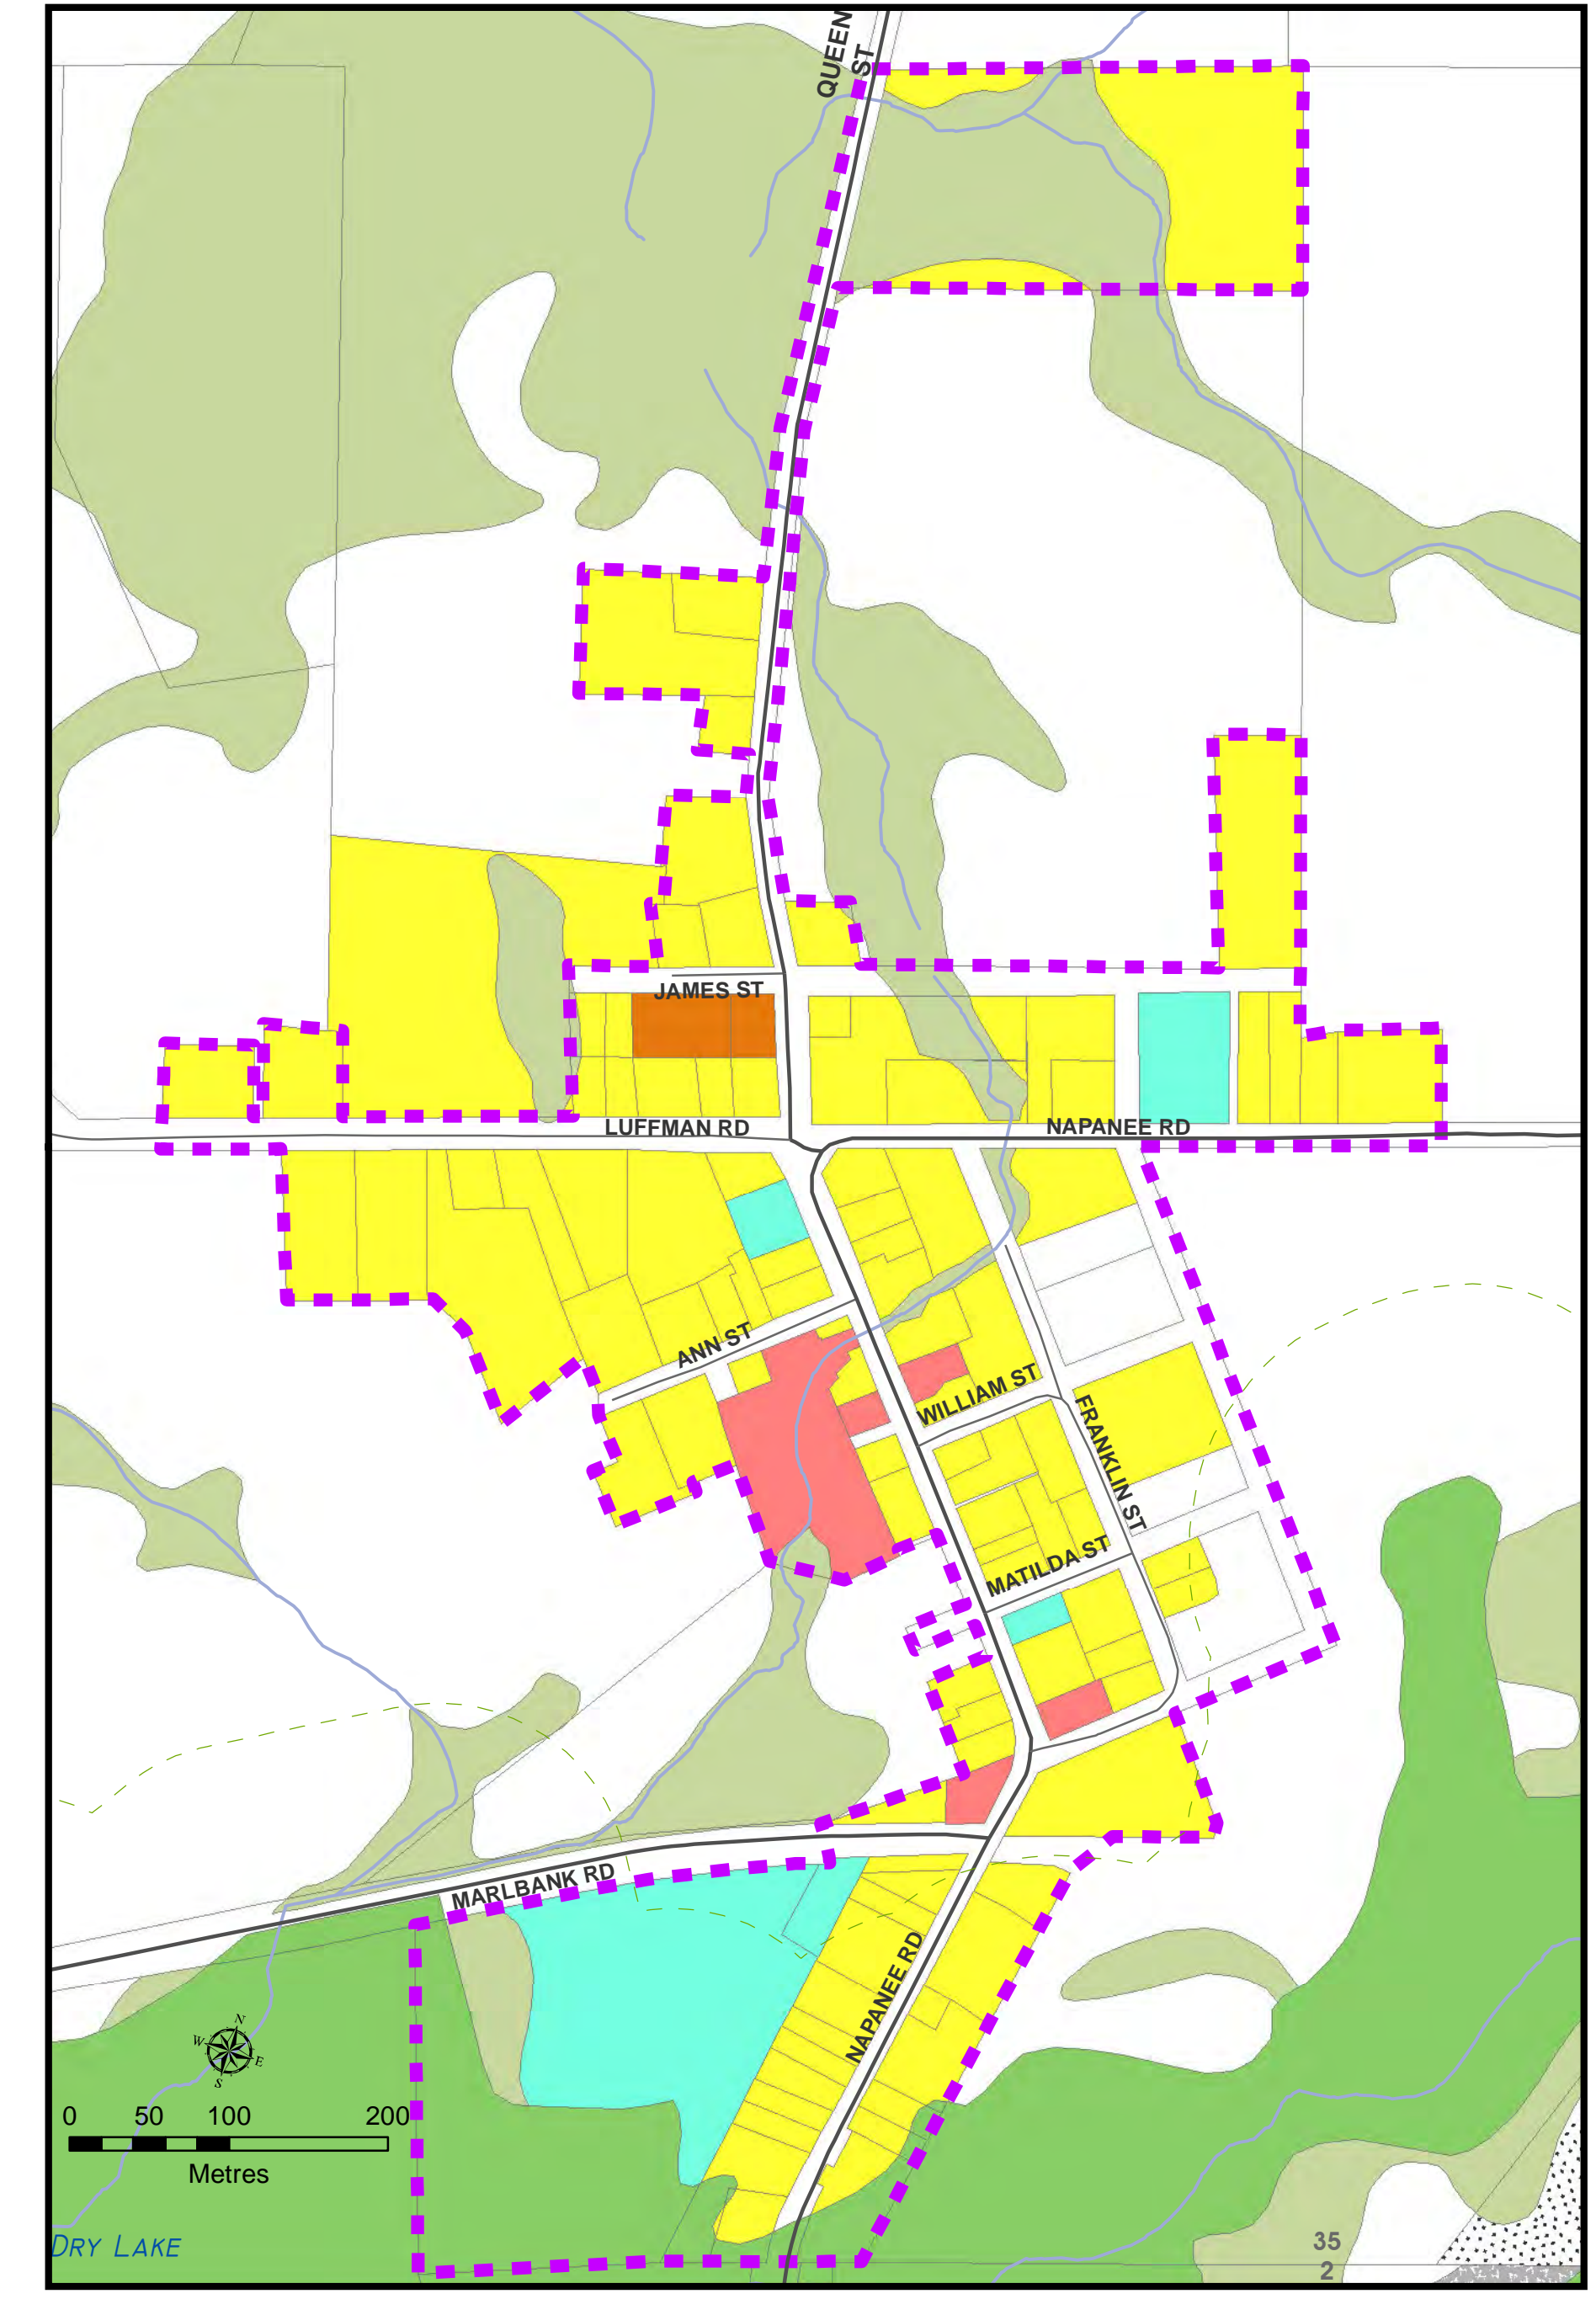 QUEEN
ST
JAMES ST
LUFFMAN RD
NAPANEE RD
ANN ST
WILLIAM ST
FRANKLIN ST
MATILDA ST
MARLBANK RD
NAPANEE RD
N
W
E
S
0 50 100 200
Metres
DRY LAKE
35
2